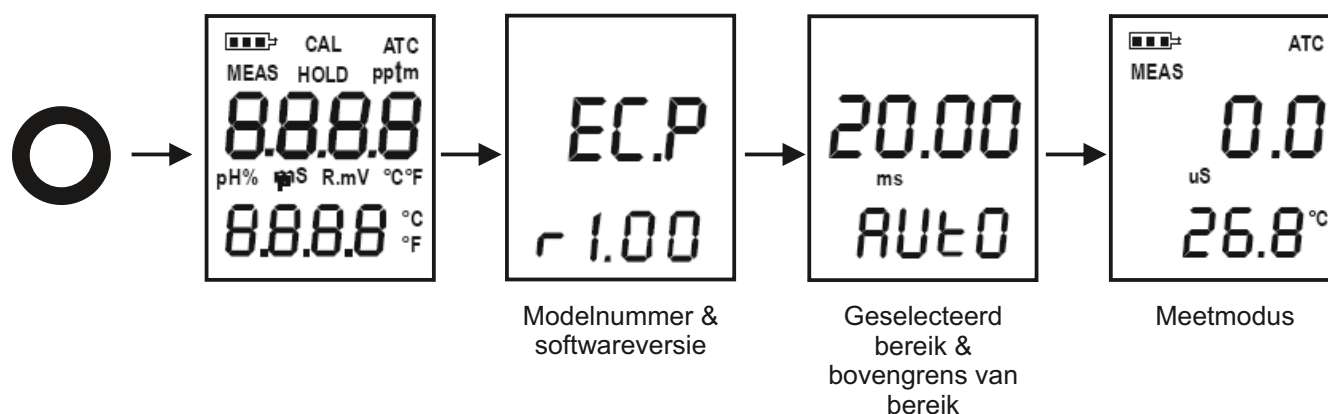 CAL ATC
MEAS HOLD pptm
8.8.8.8
pH% mS R.mV °C°F
8.8.8.8 °C
°F
EC.P
r 1.00
Modelnummer &
softwareversie
20.00
ms
AUtO
Geselecteerd
bereik &
bovengrens van
bereik
ATC
MEAS
0.0
uS
26.8 °C
Meetmodus